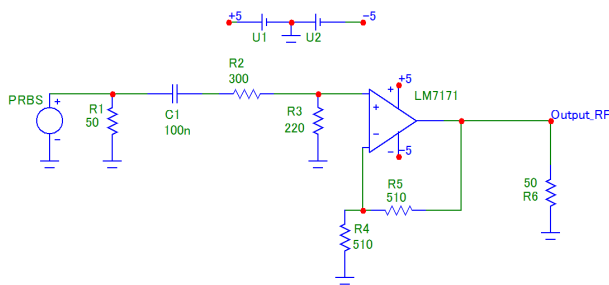 +5
-5
U1
U2
R2
300
PRBS
+
-
R1
50
C1
100n
R3
220
+
+5
LM7171
+
-
-
-5
Output_RF
R5
510
R4
510
50
R6